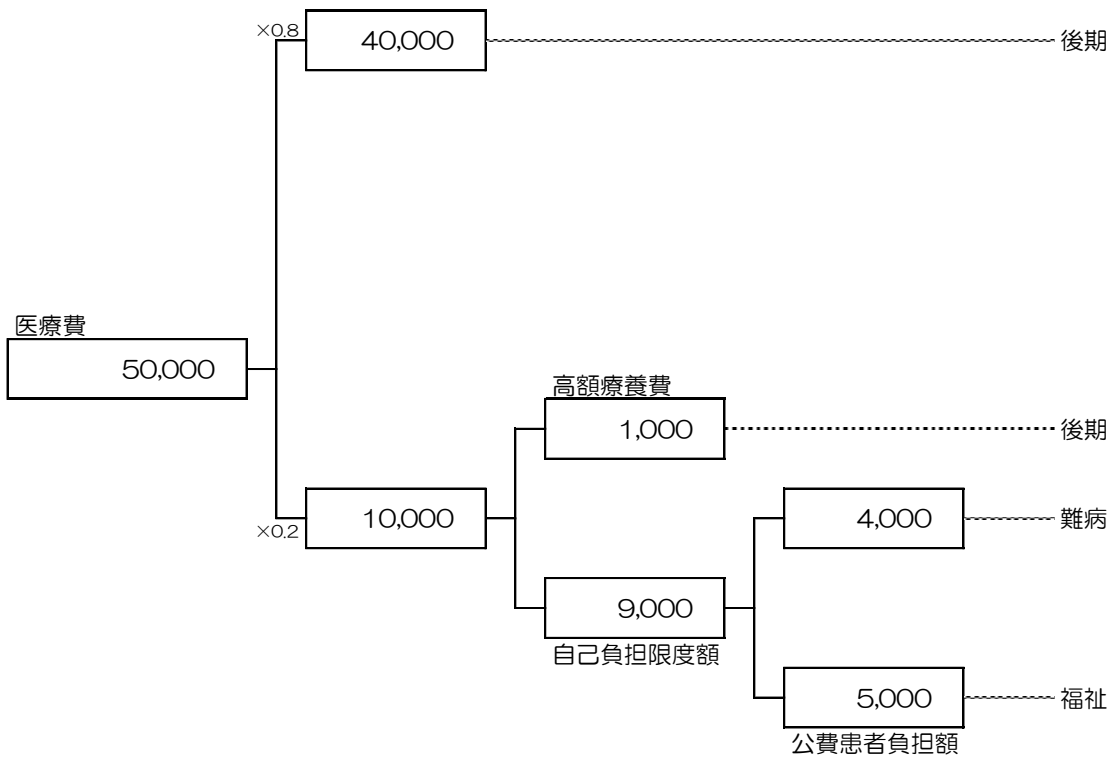 ×0.8
40,000
後期
医療費
50,000
高額療養費
1,000
後期
×0.2
10,000
4,000
難病
9,000
自己負担限度額
5,000
福祉
公費患者負担額